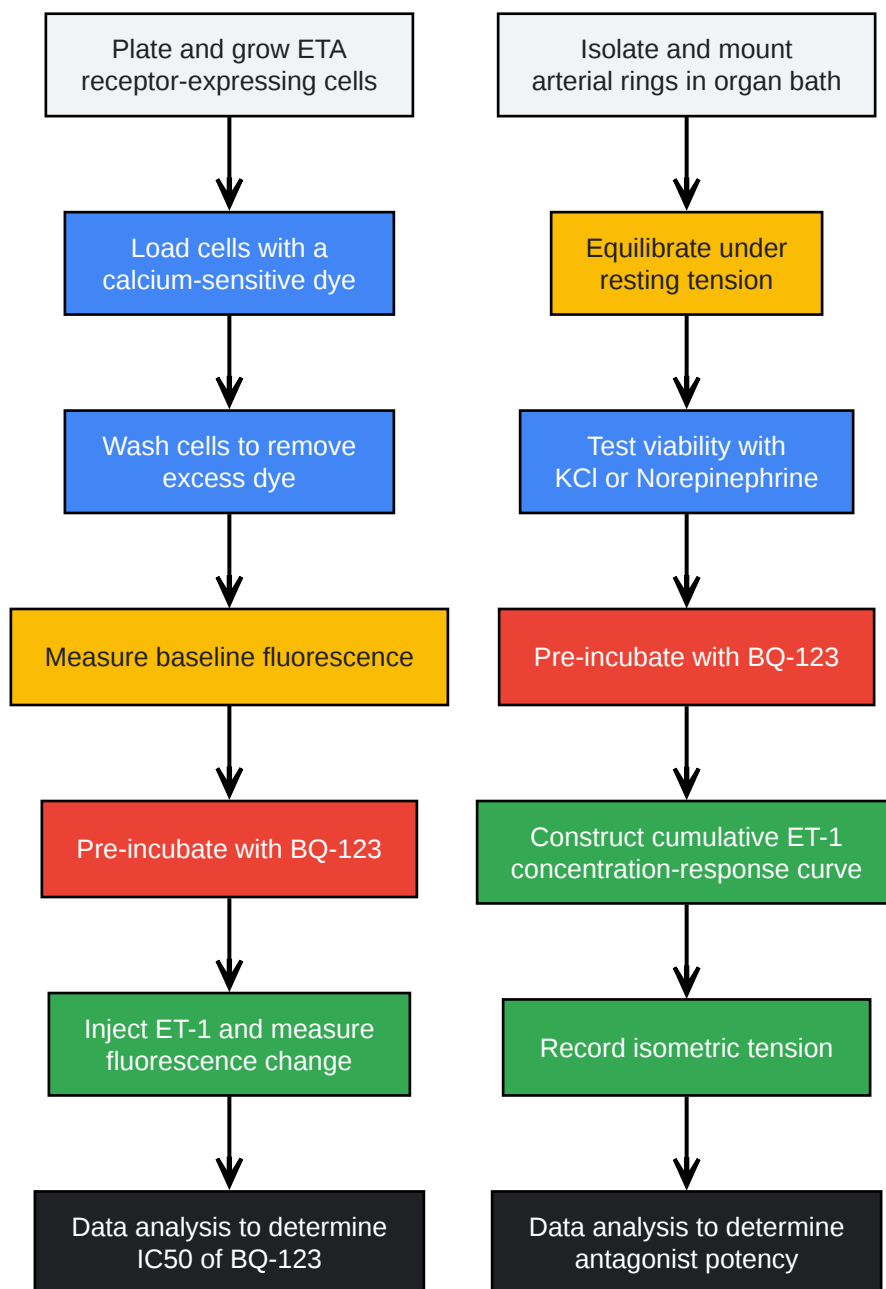 Plate and grow ETA
receptor-expressing cells
Load cells with a
calcium-sensitive dye
Wash cells to remove
excess dye
Measure baseline fluorescence
Pre-incubate with BQ-123
Inject ET-1 and measure
fluorescence change
Data analysis to determine
IC50 of BQ-123
Isolate and mount
arterial rings in organ bath
Equilibrate under
resting tension
Test viability with
KCl or Norepinephrine
Pre-incubate with BQ-123
Construct cumulative ET-1
concentration-response curve
Record isometric tension
Data analysis to determine
antagonist potency